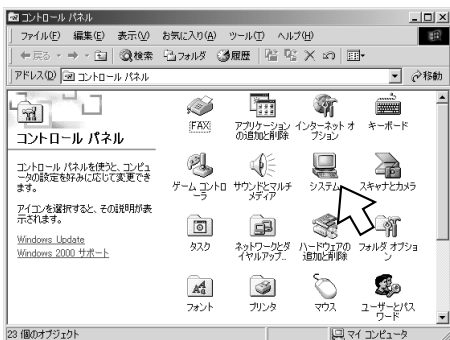 コントロール パネル
ファイル(F) 編集(E) 表示(V) お気に入り(A) ツール(T) ヘルプ(H)
戻る 検索 フォルダ 履歴
アドレス(D) コントロール パネル 移動
コントロール パネル
コントロール パネルを使うと、コンピュ
ータの設定を好みに応じて変更でき
ます。
アイコンを選択すると、その説明が表
示されます。
Windows Update
Windows 2000 サポート
FAX
アプリケーション
の追加と削除
インターネット オ
プション
キーボード
ゲーム コントロ
ーラ
サウンドとマルチ
メディア
システム
スキャナとカメラ
タスク
ネットワークとダ
イヤルアップ...
ハードウェアの
追加と削除
フォルダ オプショ
ン
フォント
プリンタ
マウス
ユーザーとパス
ワード
23 個のオブジェクト
マイ コンピュータ